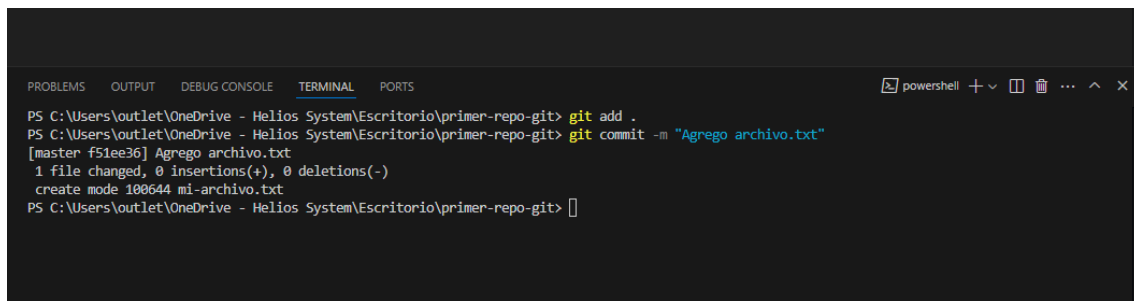 PROBLEMS OUTPUT DEBUG CONSOLE TERMINAL PORTS powershell
PS C:\Users\outlet\OneDrive - Helios System\Escritorio\primer-repo-git> git add .
PS C:\Users\outlet\OneDrive - Helios System\Escritorio\primer-repo-git> git commit -m "Agrego archivo.txt"
[master f51ee36] Agrego archivo.txt
 1 file changed, 0 insertions(+), 0 deletions(-)
 create mode 100644 mi-archivo.txt
PS C:\Users\outlet\OneDrive - Helios System\Escritorio\primer-repo-git>